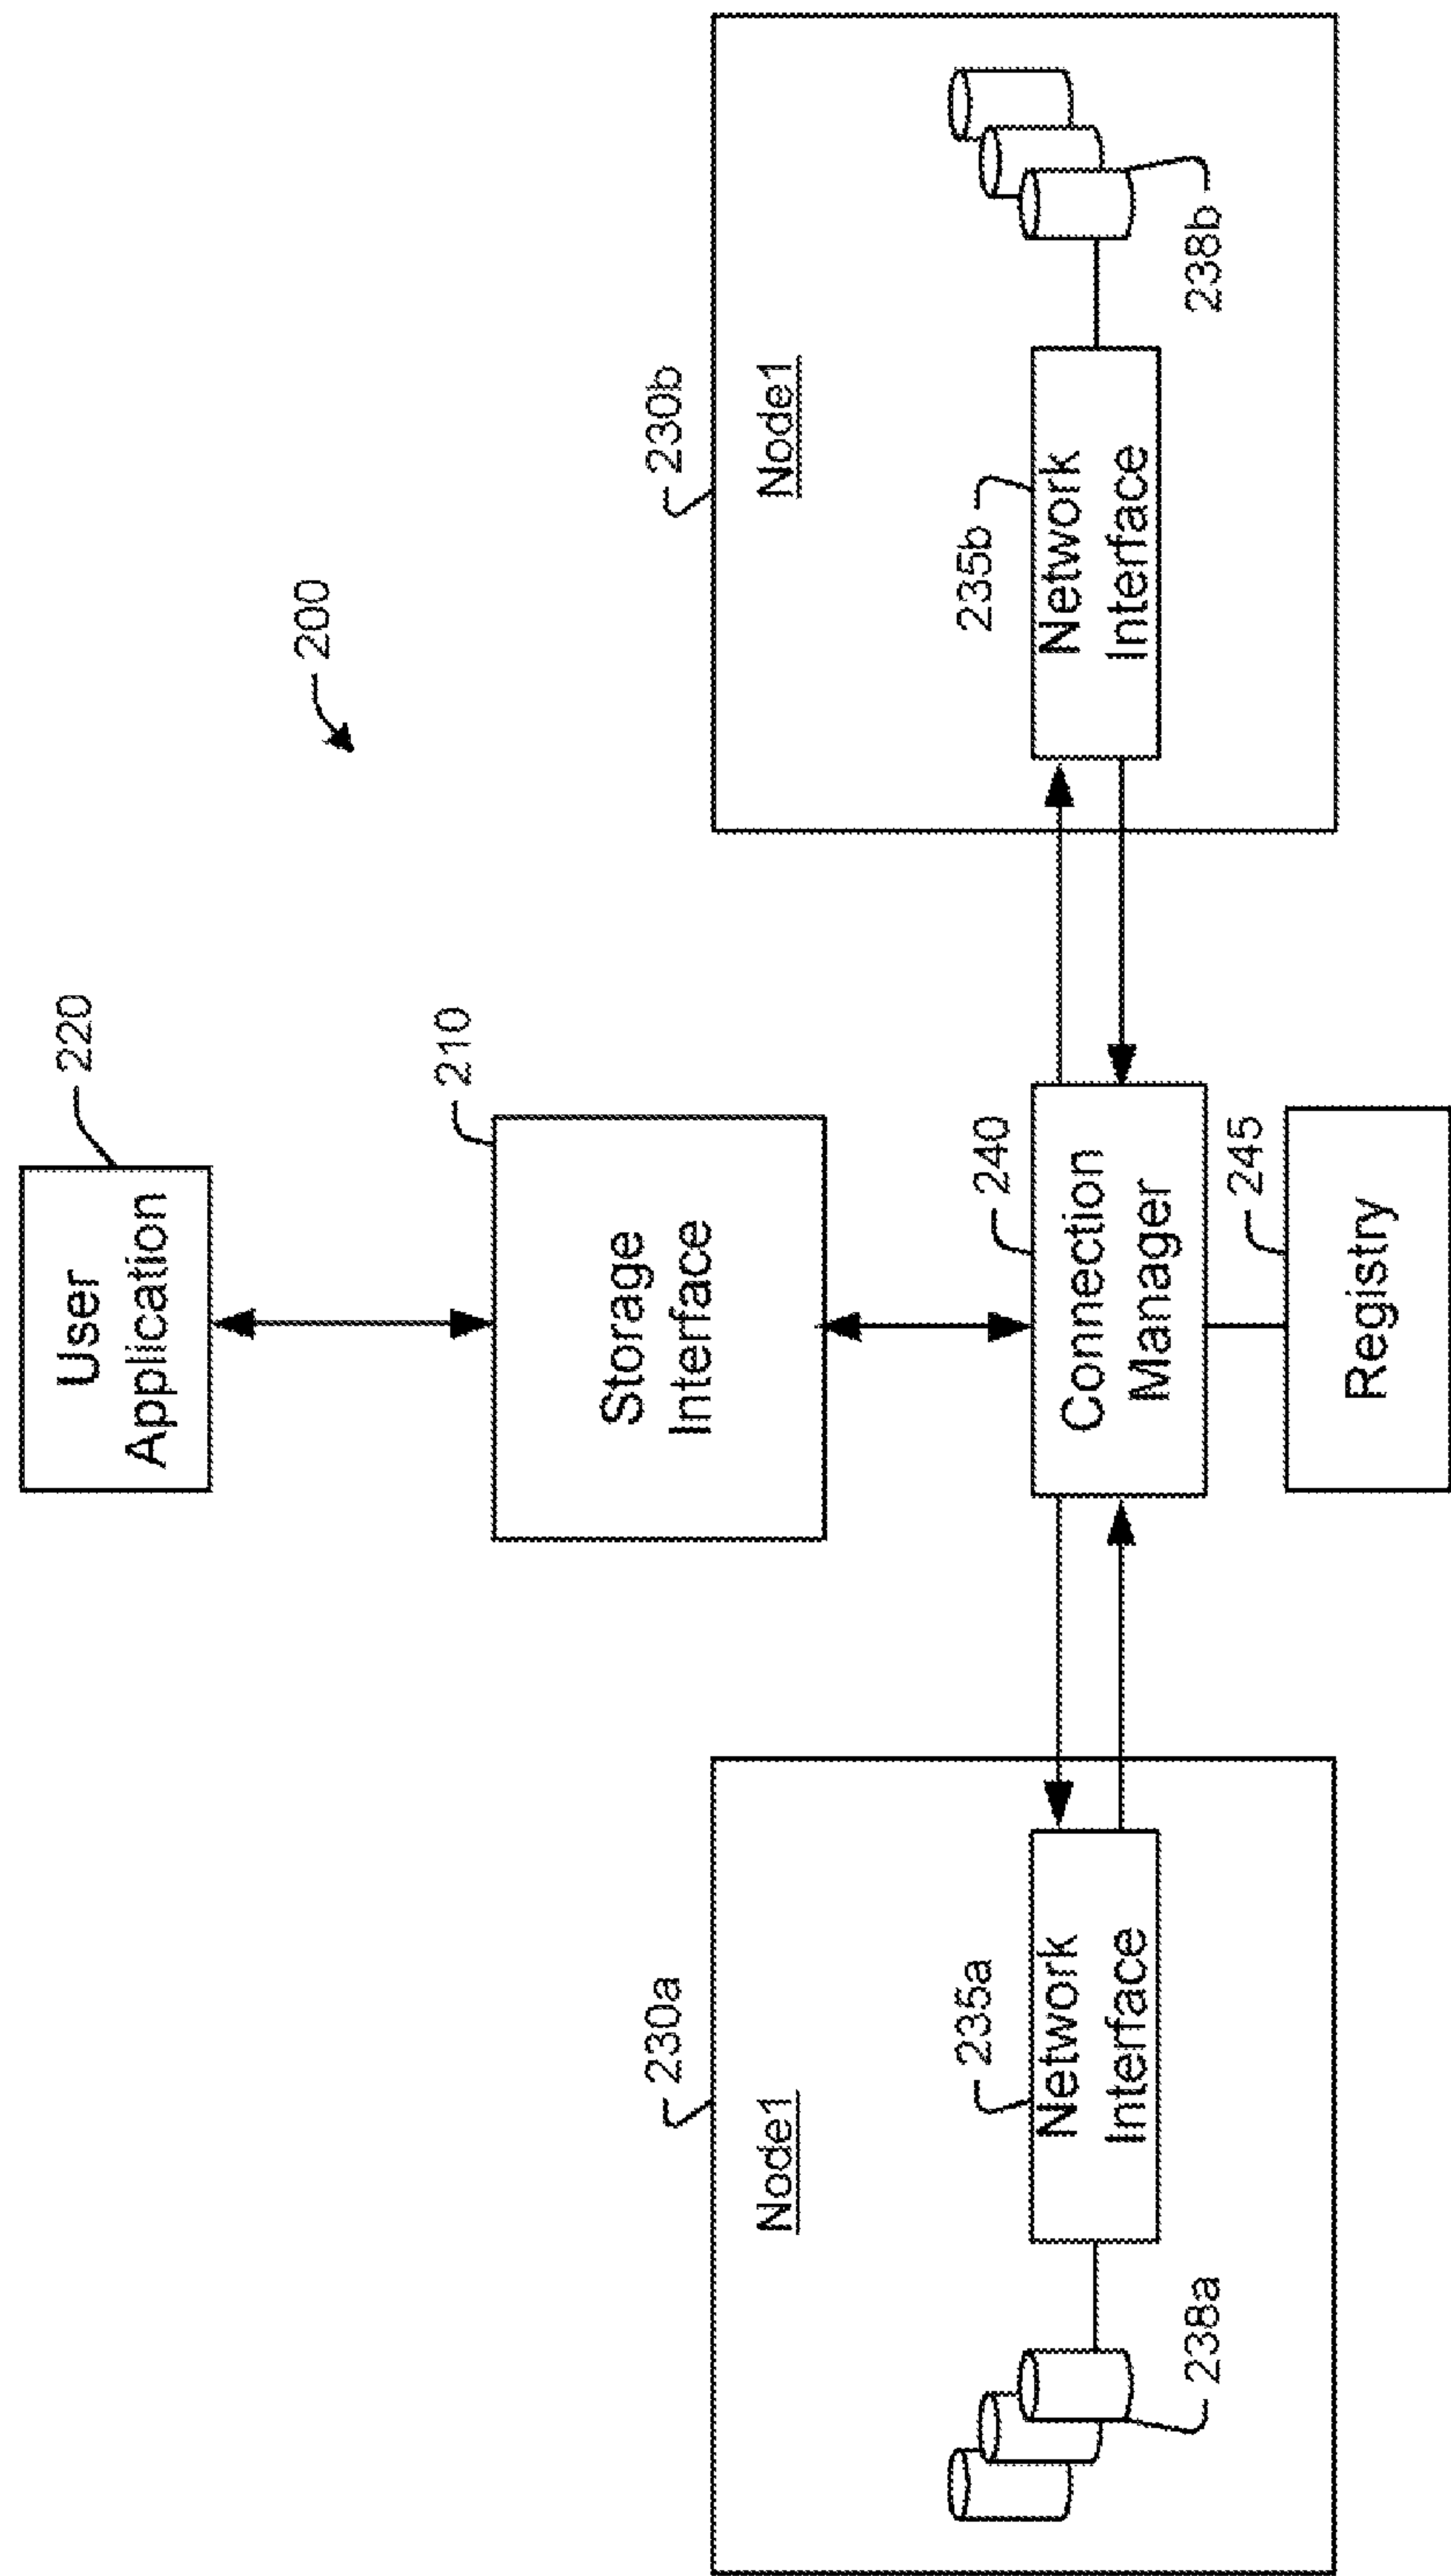 200
220
User
Application
210
Storage
Interface
230a
230b
Node1
Node1
235a
Network
Interface
238a
240
Connection
Manager
235b
Network
Interface
238b
245
Registry